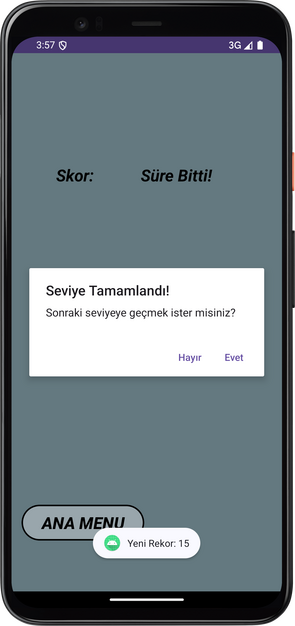 3:57
3G
Skor: Süre Bitti!
Seviye Tamamlandı!
Sonraki seviyeye geçmek ister misiniz?
Hayır Evet
ANA MENU
Yeni Rekor: 15